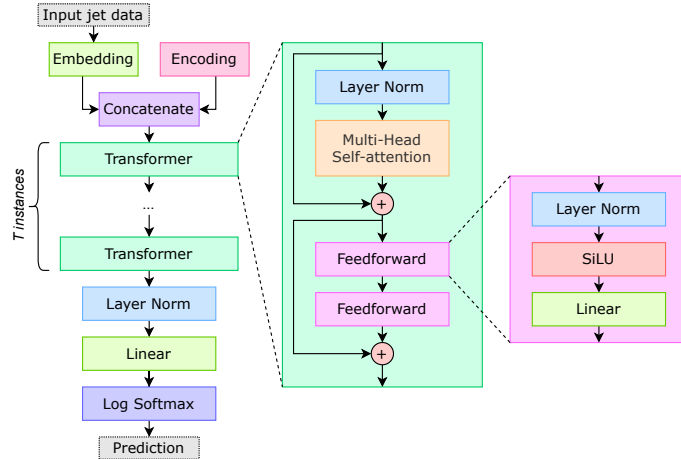 Input jet data
Embedding
Encoding
Concatenate
T instances
Transformer
...
Transformer
Layer Norm
Linear
Log Softmax
Prediction
Layer Norm
Multi-Head
Self-attention
+
Feedforward
Feedforward
+
Layer Norm
SiLU
Linear